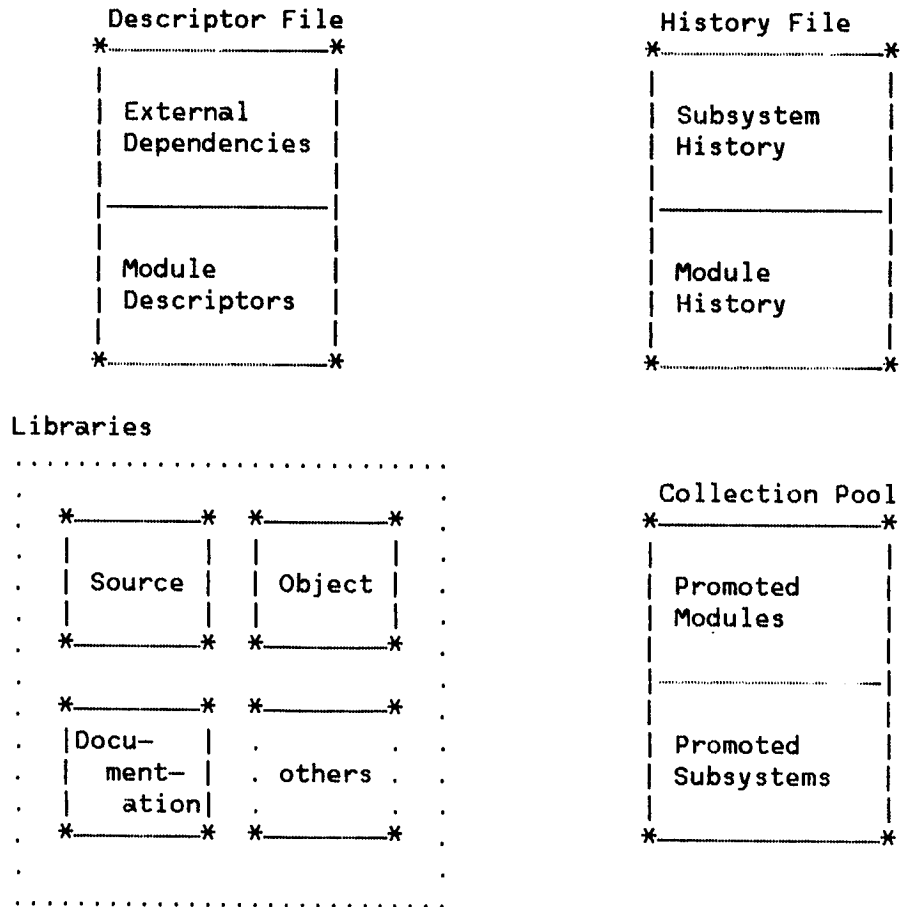 Descriptor File
External
Dependencies
Module
Descriptors
History File
Subsystem
History
Module
History
Libraries
Source
Object
Docu-
ment-
ation
others
Collection Pool
Promoted
Modules
Promoted
Subsystems